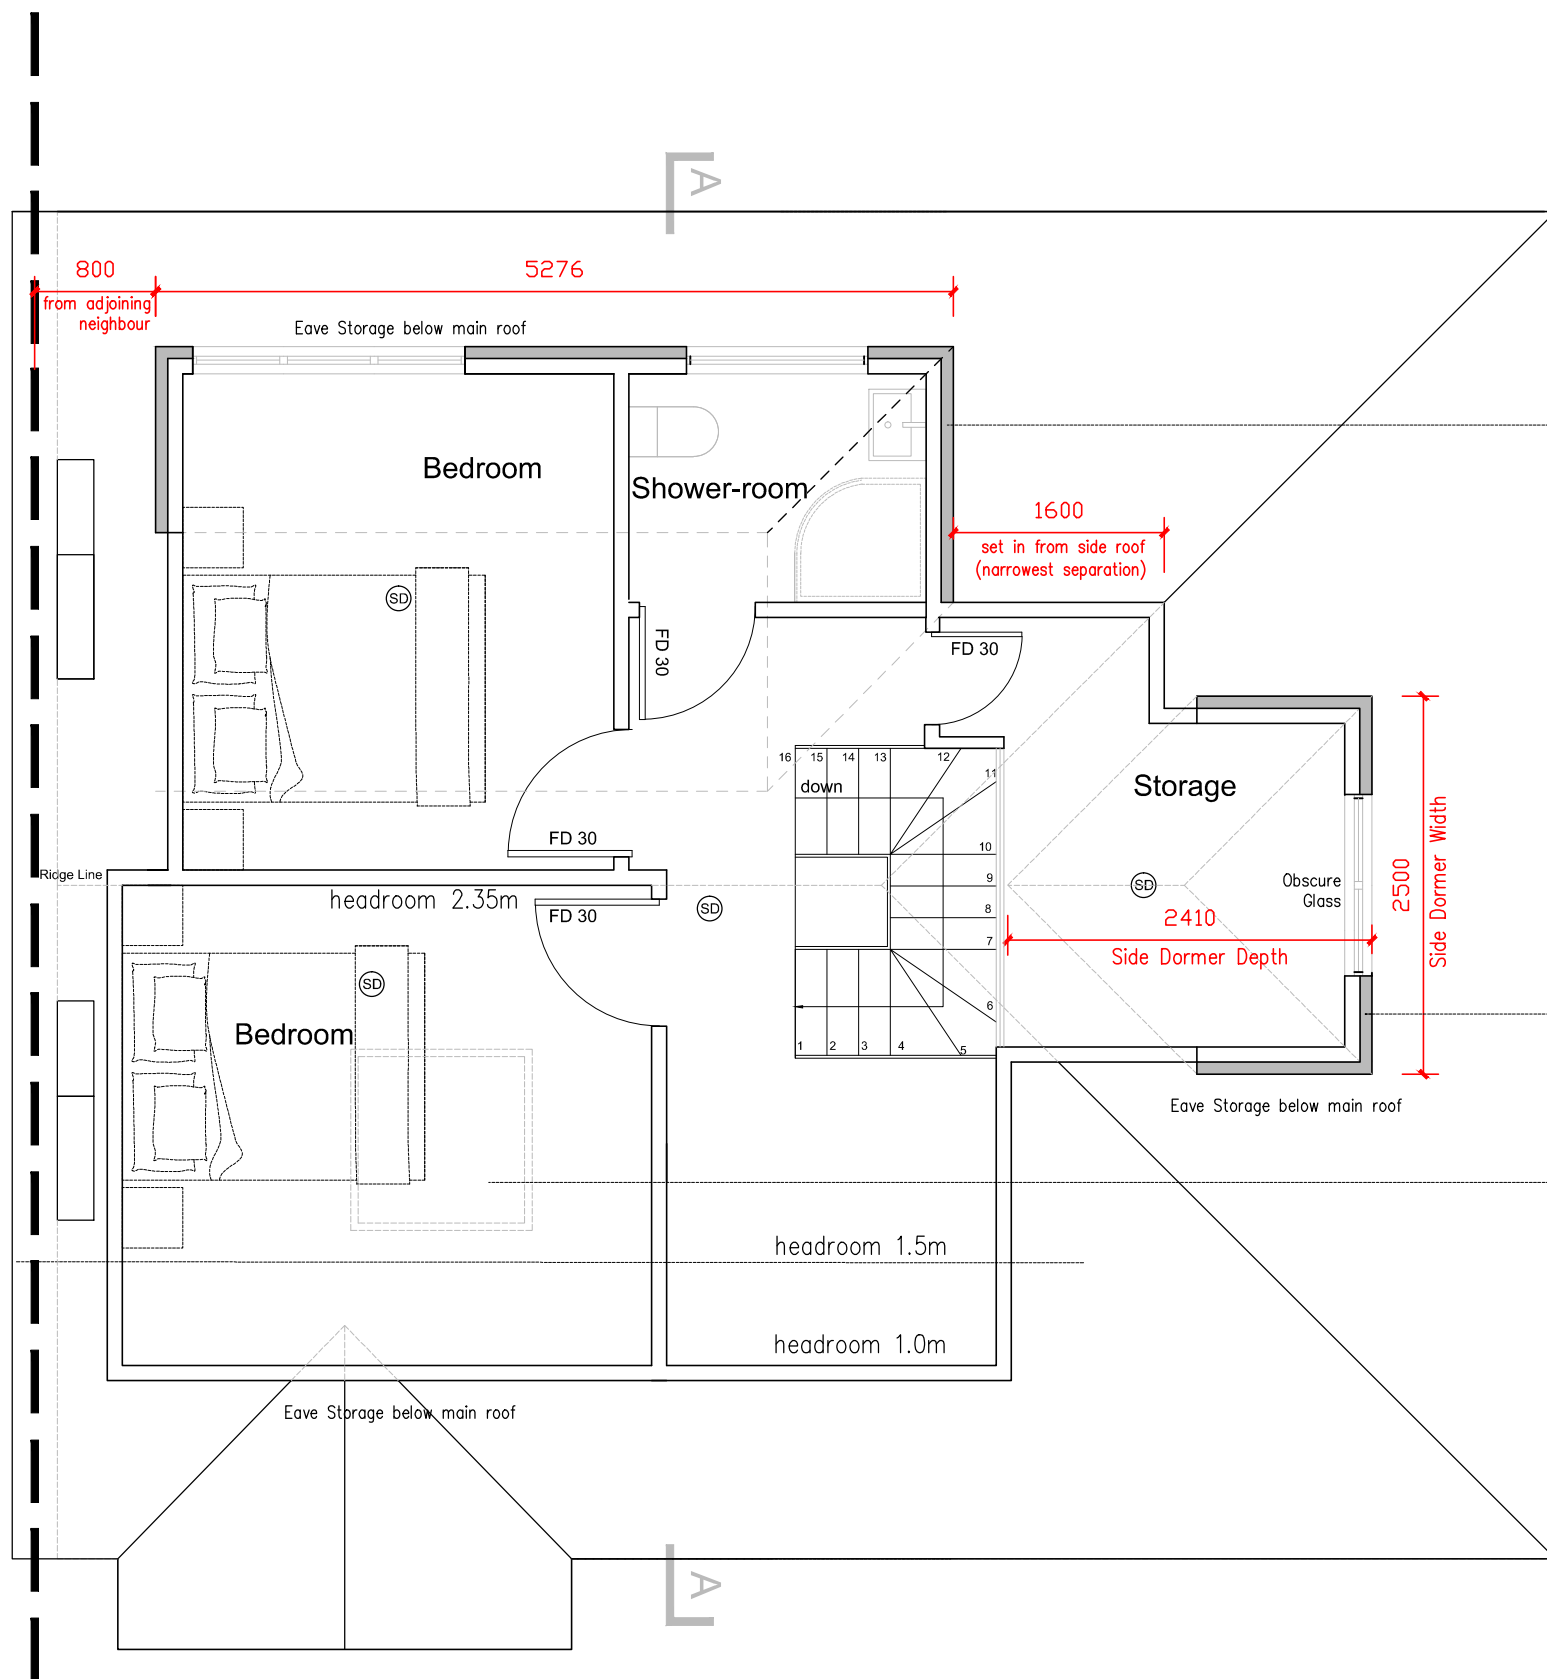 A
800
5276
from adjoining
neighbour
Eave Storage below main roof
Bedroom
Shower-room
1600
set in from side roof
(narrowest separation)
SD
FD 30
FD 30
16
15
14
13
12
11
down
Storage
FD 30
10
Ridge Line
9
SD
Obscure
Glass
2500
Side Dormer Width
headroom 2.35m
FD 30
SD
8
2410
7
Side Dormer Depth
SD
6
Bedroom
1
2
3
4
5
Eave Storage below main roof
headroom 1.5m
headroom 1.0m
Eave Storage below main roof
A